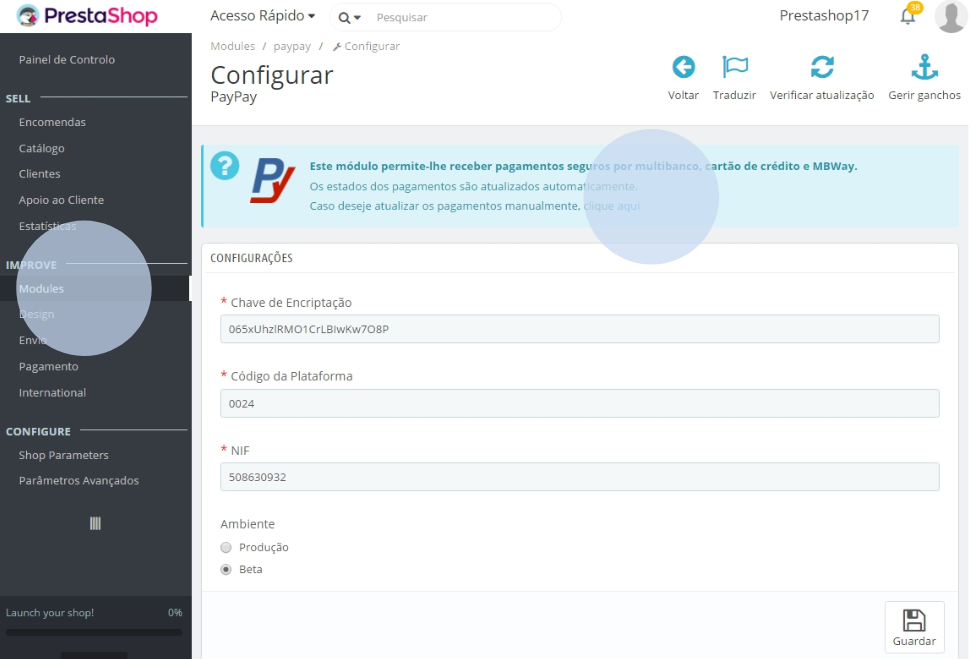 PrestaShop
Acesso Rápido
Pesquisar
Prestashop17
38
Modules / paypay / Configurar
Configurar
PayPay
Voltar
Traduzir
Verificar atualização
Gerir ganchos
Painel de Controlo
SELL
Encomendas
Catálogo
Clientes
Apoio ao Cliente
Estatísticas
IMPROVE
Modules
Design
Envio
Pagamento
International
CONFIGURE
Shop Parameters
Parâmetros Avançados
Launch your shop! 0%
?
Py
Este módulo permite-lhe receber pagamentos seguros por multibanco, cartão de crédito e MBWay.
Os estados dos pagamentos são atualizados automaticamente.
Caso deseje atualizar os pagamentos manualmente, clique aqui
CONFIGURAÇÕES
* Chave de Encriptação
065xUhzlRMO1CrLBIwKw7O8P
* Código da Plataforma
0024
* NIF
508630932
Ambiente
Produção
Beta
Guardar